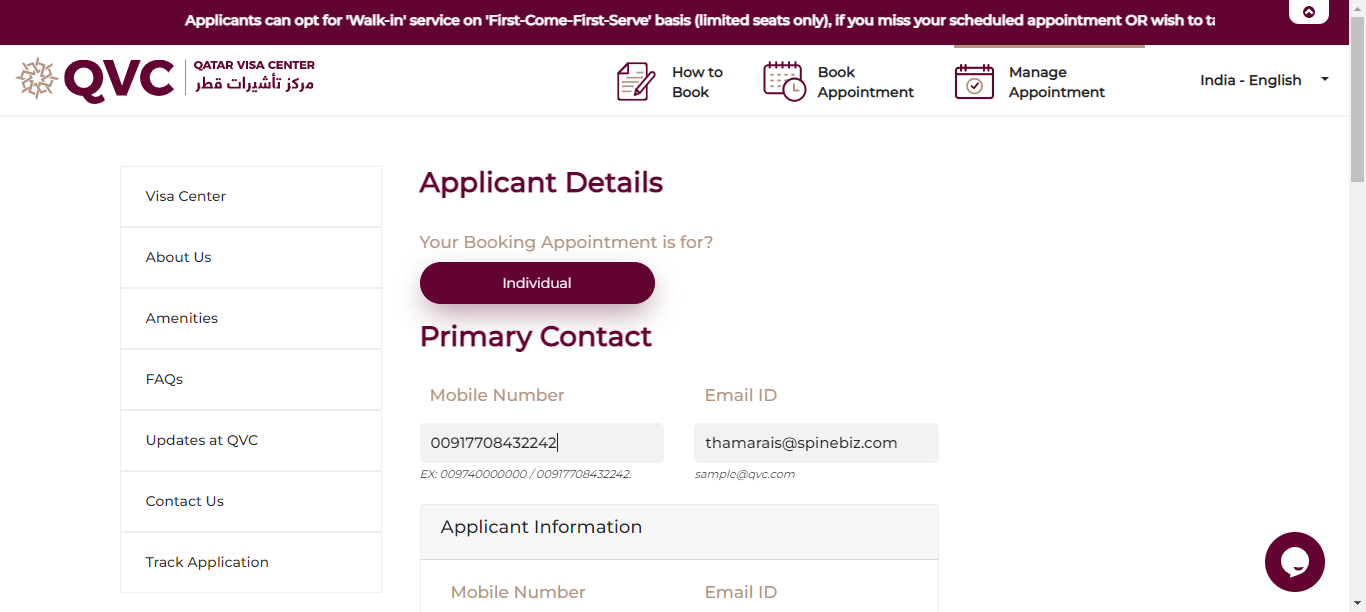 Applicants can opt for 'Walk-in' service on 'First-Come-First-Serve' basis (limited seats only), if you miss your scheduled appointment OR wish to
QVC
QATAR VISA CENTER
مركز تأشيرات قطر
How to
Book
Book
Appointment
Manage
Appointment
India - English
Visa Center
About Us
Amenities
FAQs
Updates at QVC
Contact Us
Track Application
Applicant Details
Your Booking Appointment is for?
Individual
Primary Contact
Mobile Number
Email ID
00917708432242
thamarais@spinebiz.com
EX: 009740000000 / 00917708432242.
sample@qvc.com
Applicant Information
Mobile Number
Email ID